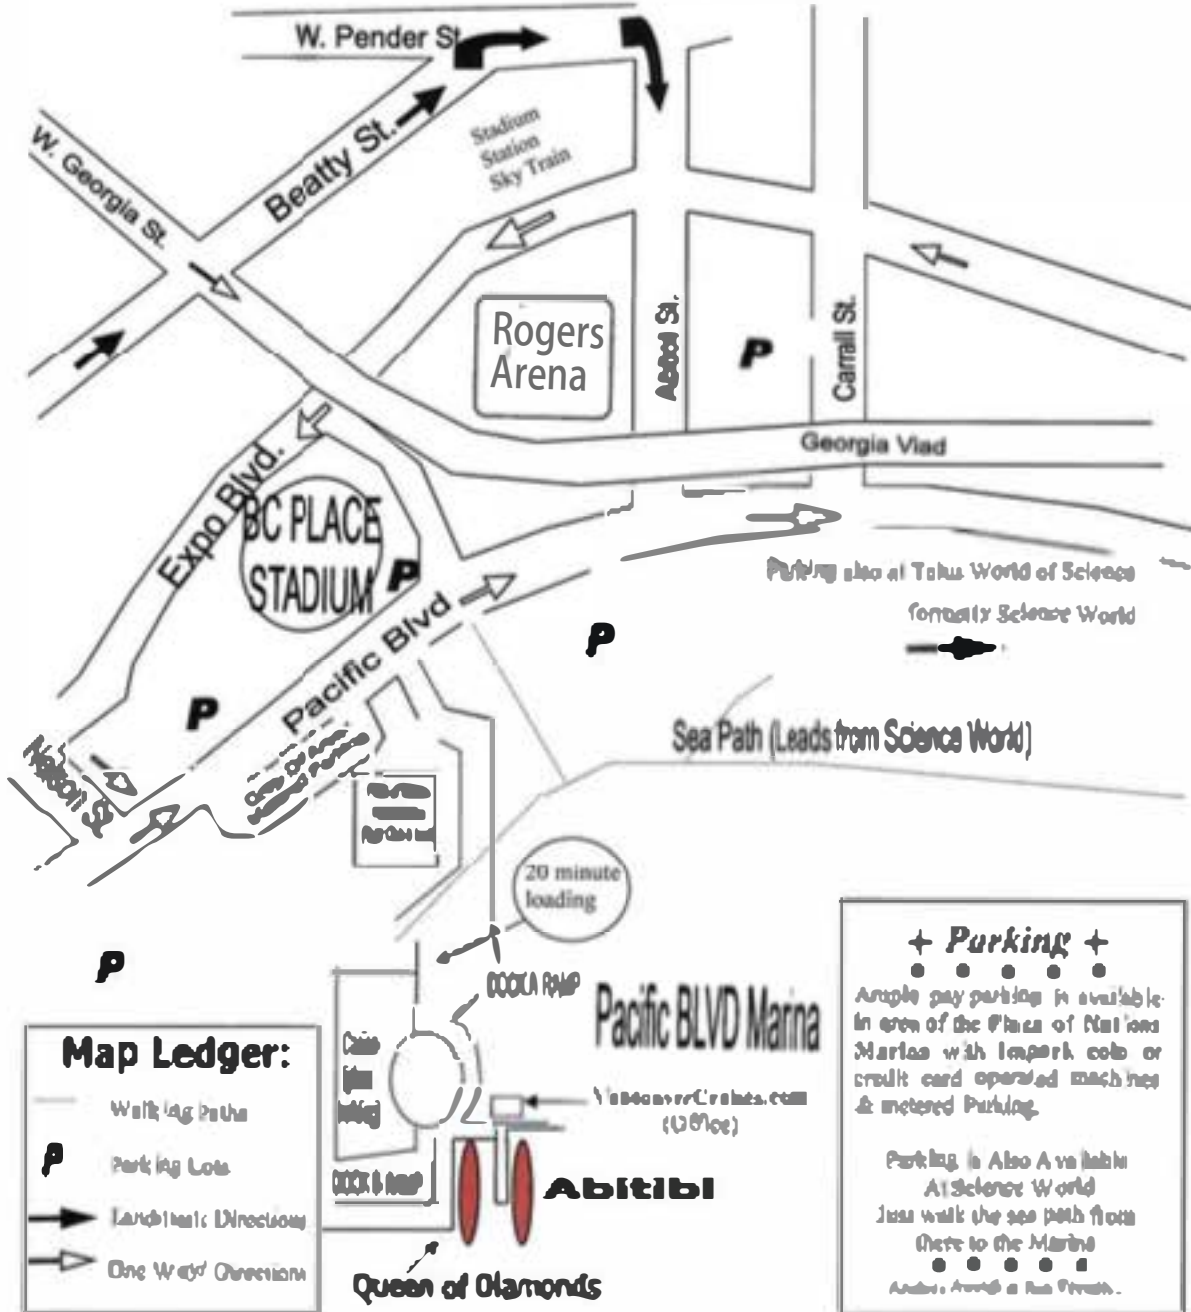 W. Pender St.
W. Georgia St.
Beatty St.
Stadium
Station
Sky Train
Rogers
Arena
P
Carrall St.
Georgia Viad
Expo Blvd.
BC PLACE
STADIUM
P
Pacific Blvd
Parking also at Telus World of Science
formally Science World
P
P
Sea Path (Leads from Science World)
Nelson St.
20 minute
loading
P
DOCK A RAMP
Pacific BLVD Marina
VancouverCruises.com
(Office)
DOCK B RAMP
Abitibi
Queen of Diamonds
Map Ledger:
Walking Paths
P
Parking Lots
Landmark Directions
One Way Directions
Parking
Ample pay parking is available
in area of the Plaza of Nations
Marina with Impark coin or
credit card operated machines
& metered Parking.
Parking is Also Available
At Science World
Just walk the sea path from
there to the Marina